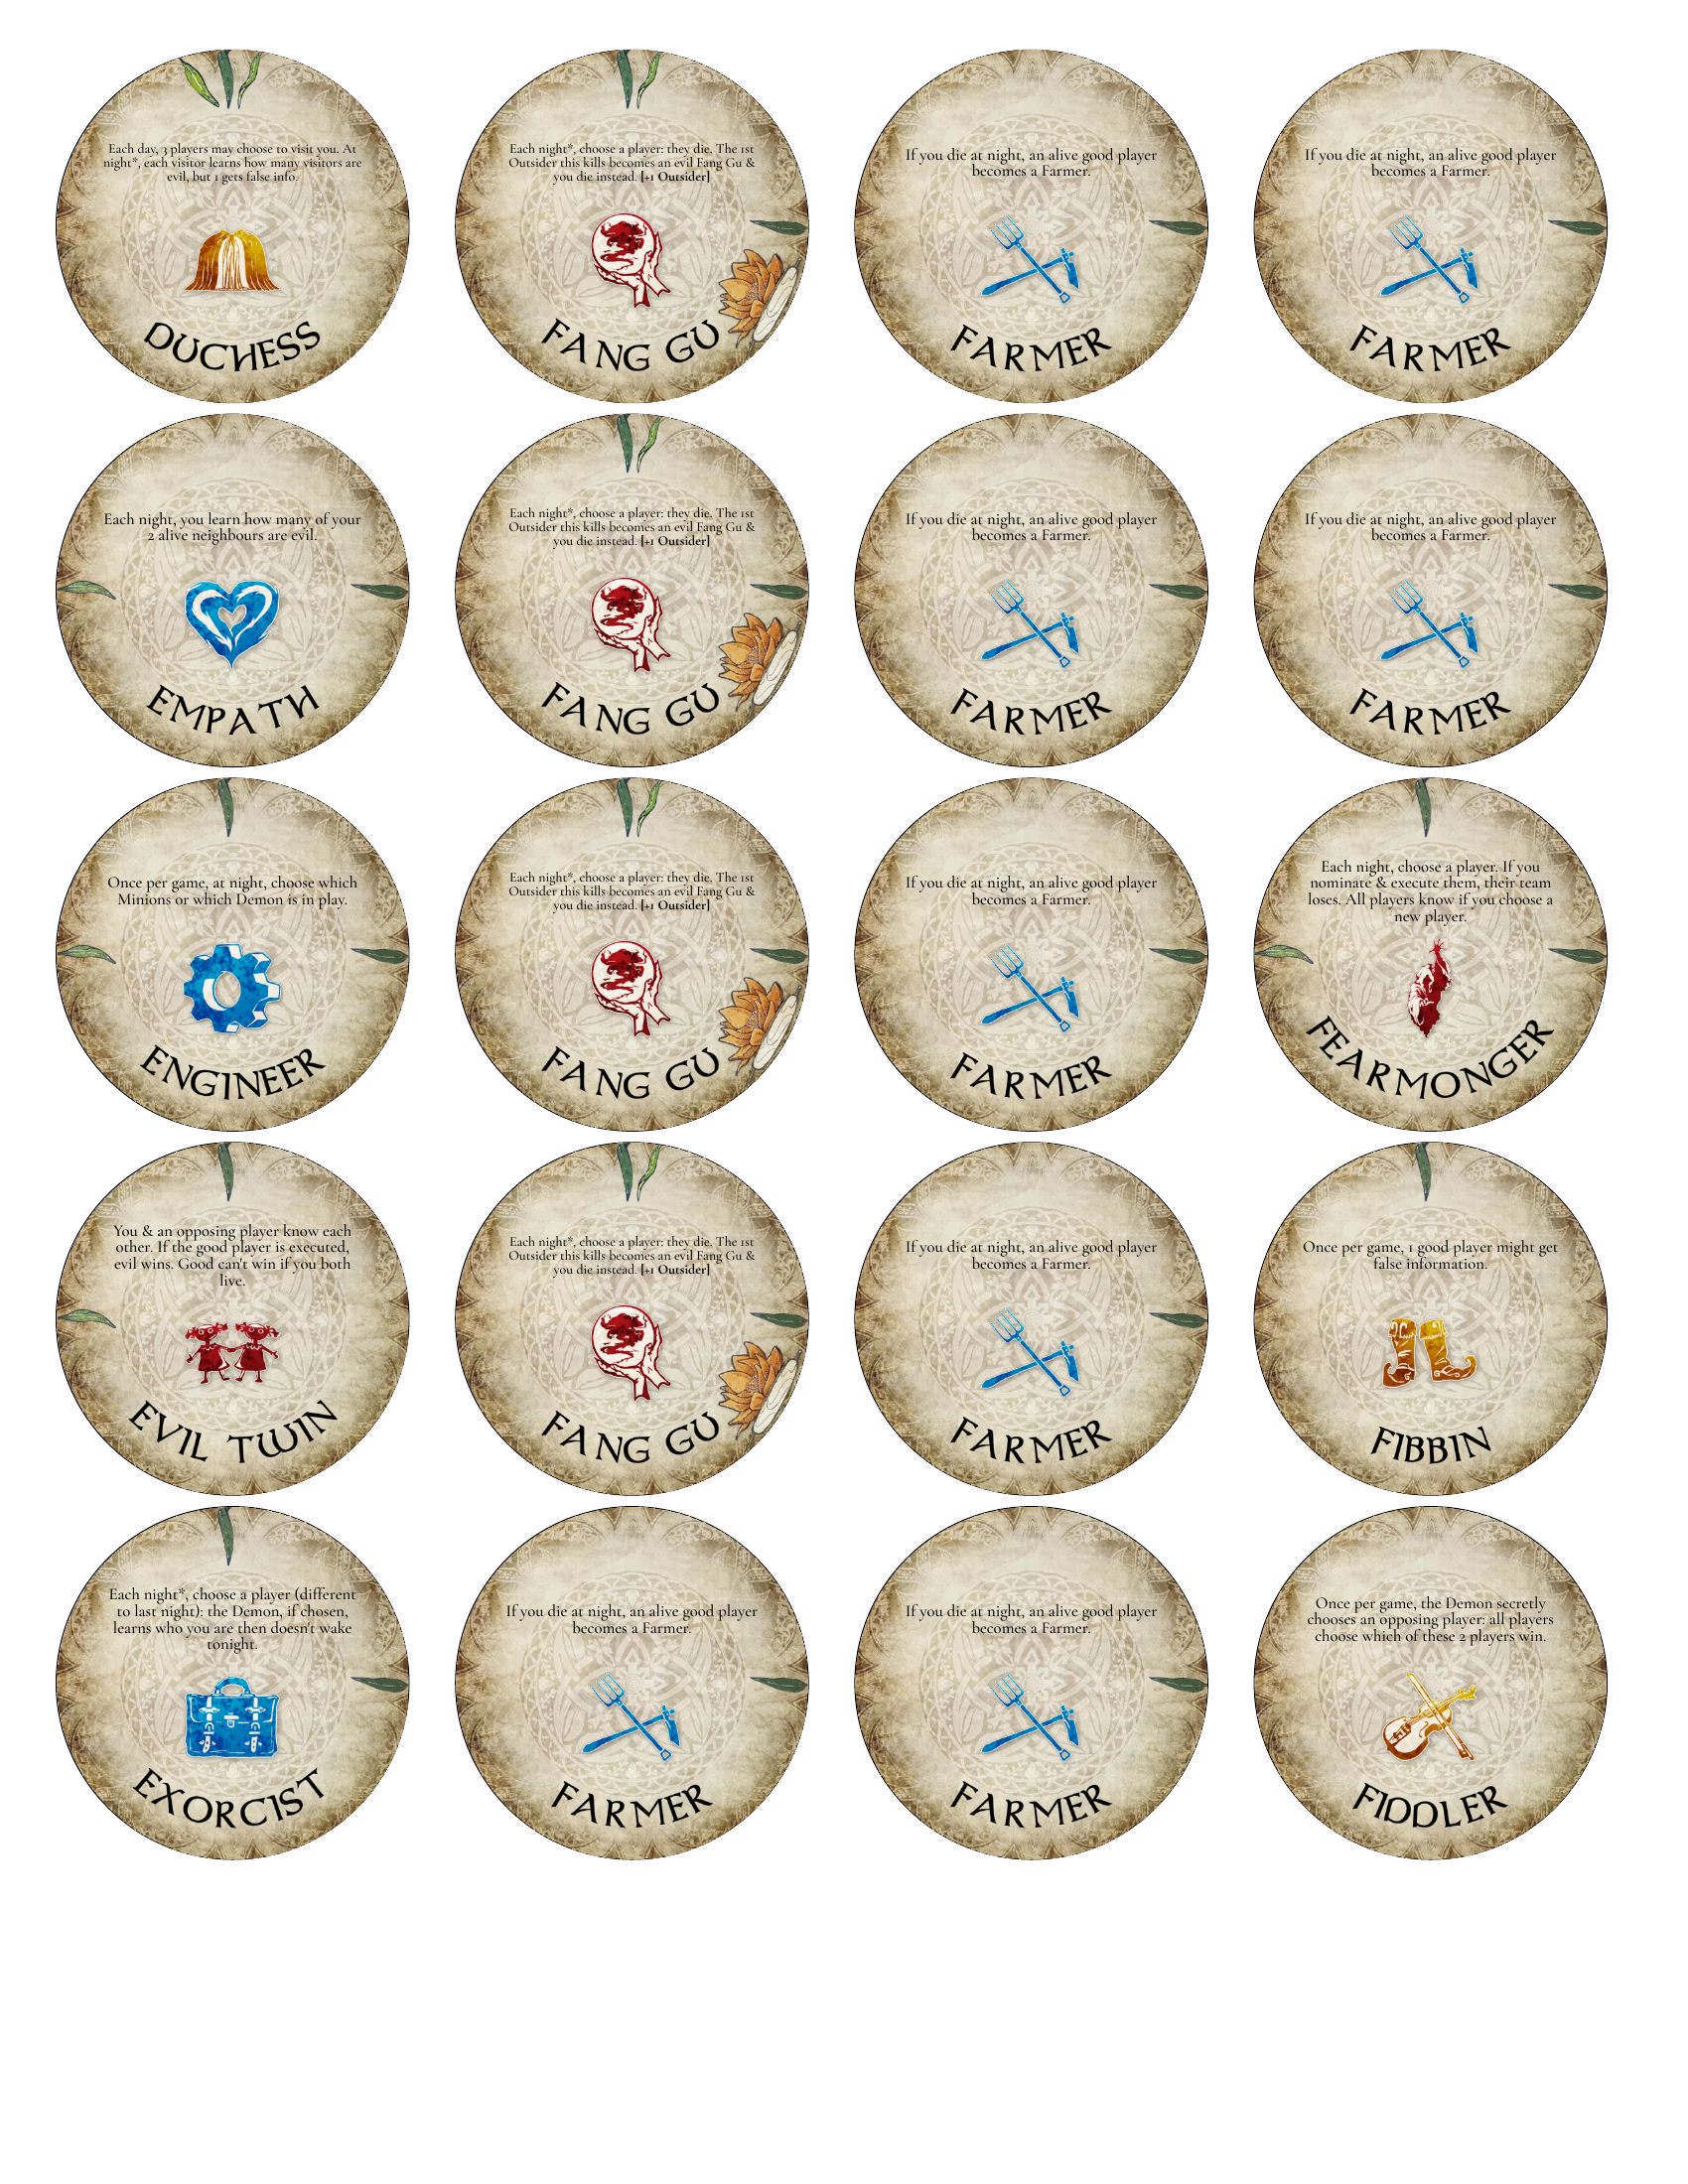 Each day, 3 players may choose to visit you. At
night*, each visitor learns how many visitors are
evil, but 1 gets false info.
DUCHESS
Each night*, choose a player: they die. The 1st
Outsider this kills becomes an evil Fang Gu &
you die instead. [+1 Outsider]
FANG GU
If you die at night, an alive good player
becomes a Farmer.
FARMER
If you die at night, an alive good player
becomes a Farmer.
FARMER
Each night, you learn how many of your
2 alive neighbours are evil.
EMPATH
Each night*, choose a player: they die. The 1st
Outsider this kills becomes an evil Fang Gu &
you die instead. [+1 Outsider]
FANG GU
If you die at night, an alive good player
becomes a Farmer.
FARMER
If you die at night, an alive good player
becomes a Farmer.
FARMER
Once per game, at night, choose which
Minions or which Demon is in play.
ENGINEER
Each night*, choose a player: they die. The 1st
Outsider this kills becomes an evil Fang Gu &
you die instead. [+1 Outsider]
FANG GU
If you die at night, an alive good player
becomes a Farmer.
FARMER
Each night, choose a player. If you
nominate & execute them, their team
loses. All players know if you choose a
new player.
FEARMONGER
You & an opposing player know each
other. If the good player is executed,
evil wins. Good can't win if you both
live.
EVIL TWIN
Each night*, choose a player: they die. The 1st
Outsider this kills becomes an evil Fang Gu &
you die instead. [+1 Outsider]
FANG GU
If you die at night, an alive good player
becomes a Farmer.
FARMER
Once per game, 1 good player might get
false information.
FIBBIN
Each night*, choose a player (different
to last night): the Demon, if chosen,
learns who you are then doesn't wake
tonight.
EXORCIST
If you die at night, an alive good player
becomes a Farmer.
FARMER
If you die at night, an alive good player
becomes a Farmer.
FARMER
Once per game, the Demon secretly
chooses an opposing player: all players
choose which of these 2 players win.
FIDDLER